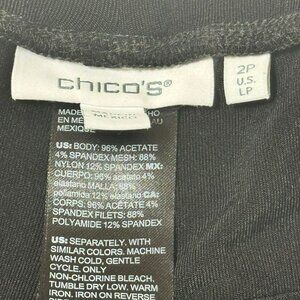 chico's®
2P
U.S.
LP
MADE
MEXICO
EN
MEXIQUE
US: BODY: 96% ACETATE
4% SPANDEX MESH: 88%
NYLON 12% SPANDEX MX:
CUERPO: 96% acetato 4%
elastano MALLA: 88%
poliamida 12% elastano CA:
CORPS: 96% ACÉTATE 4%
SPANDEX FILETS: 88%
POLYAMIDE 12% SPANDEX
US: SEPARATELY. WITH
SIMILAR COLORS. MACHINE
WASH COLD, GENTLE
CYCLE. ONLY
NON-CHLORINE BLEACH.
TUMBLE DRY LOW. WARM
IRON. IRON ON REVERSE